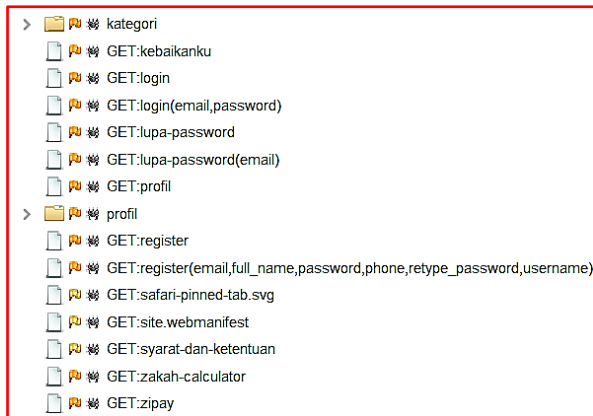 kategori
GET:kebaikanku
GET:login
GET:login(email,password)
GET:lupa-password
GET:lupa-password(email)
GET:profil
profil
GET:register
GET:register(email,full_name,password,phone,retype_password,username)
GET:safari-pinned-tab.svg
GET:site.webmanifest
GET:syarat-dan-ketentuan
GET:zakah-calculator
GET:zipay